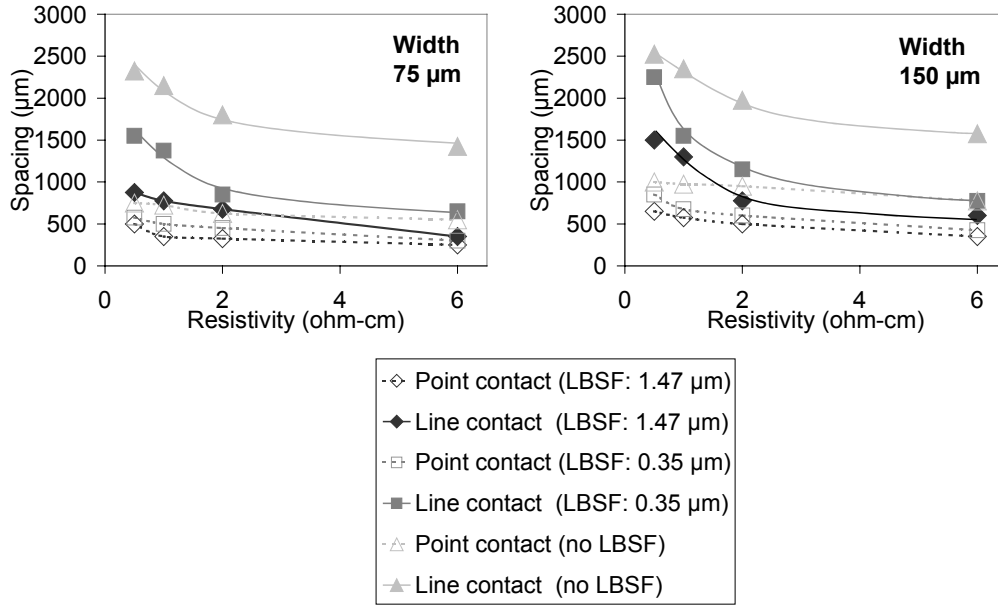 3000
2500
2000
1500
1000
500
0
Spacing (µm)
Width
75 µm
0 2 4 6
Resistivity (ohm-cm)
3000
2500
2000
1500
1000
500
0
Spacing (µm)
Width
150 µm
0 2 4 6
Resistivity (ohm-cm)
Point contact (LBSF: 1.47 µm)
Line contact (LBSF: 1.47 µm)
Point contact (LBSF: 0.35 µm)
Line contact (LBSF: 0.35 µm)
Point contact (no LBSF)
Line contact (no LBSF)